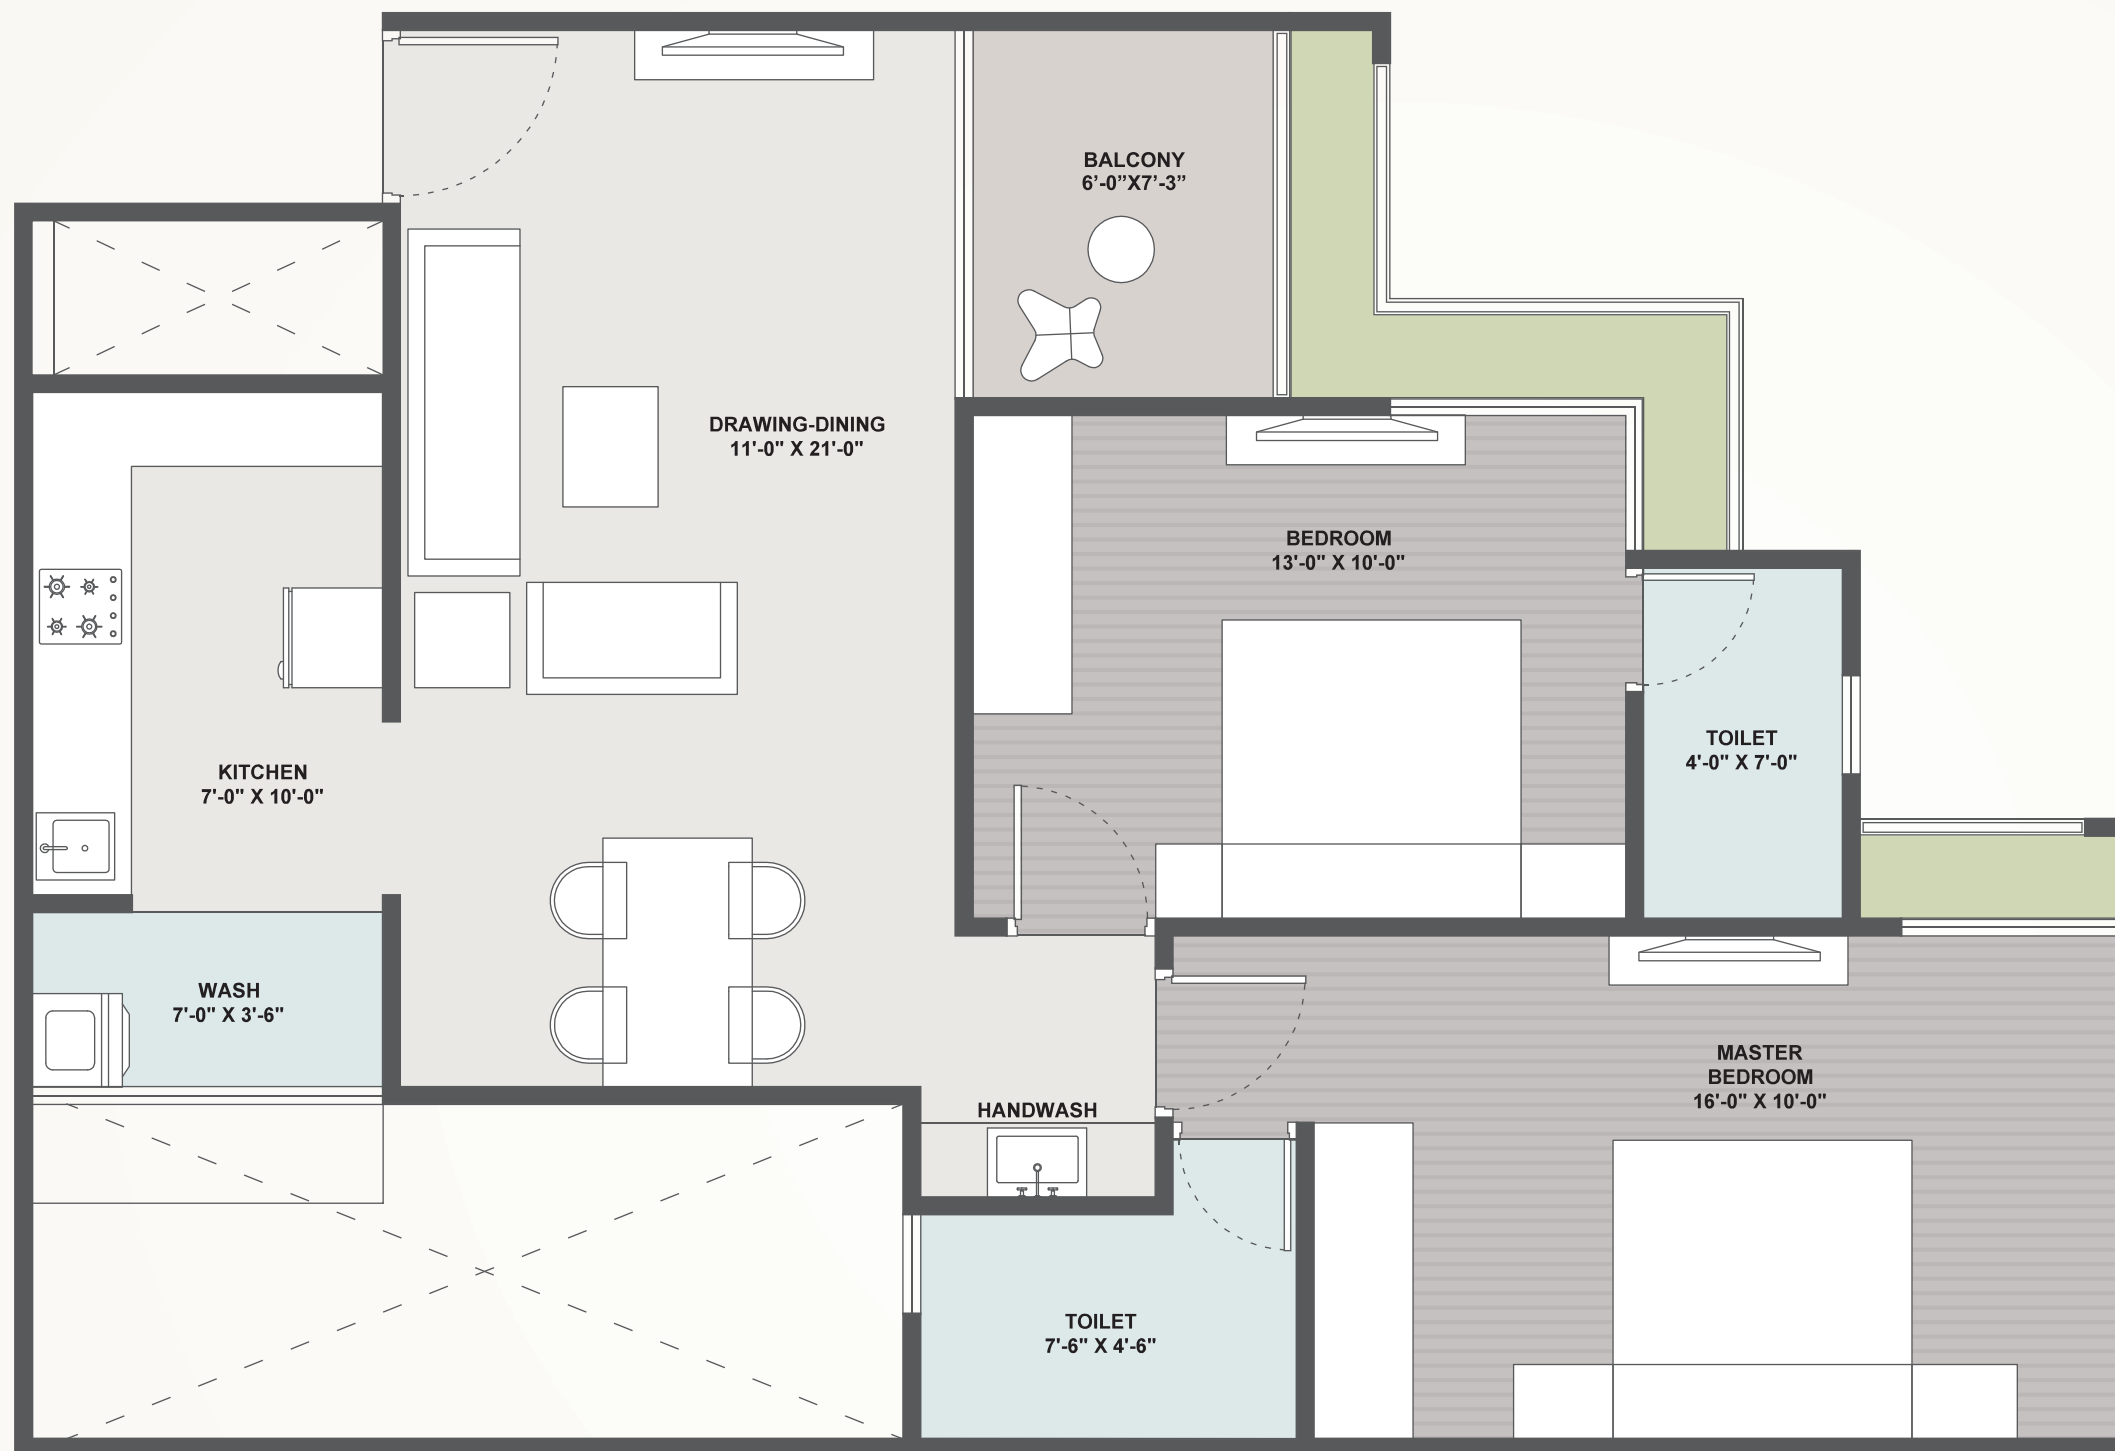 BALCONY
6’-0”X7’-3”
DRAWING-DINING
11'-0" X 21'-0"
BEDROOM
13'-0" X 10'-0"
TOILET
4'-0" X 7'-0"
KITCHEN
7'-0" X 10'-0"
WASH
7'-0" X 3'-6"
MASTER
BEDROOM
16'-0" X 10'-0"
HANDWASH
TOILET
7'-6" X 4'-6"